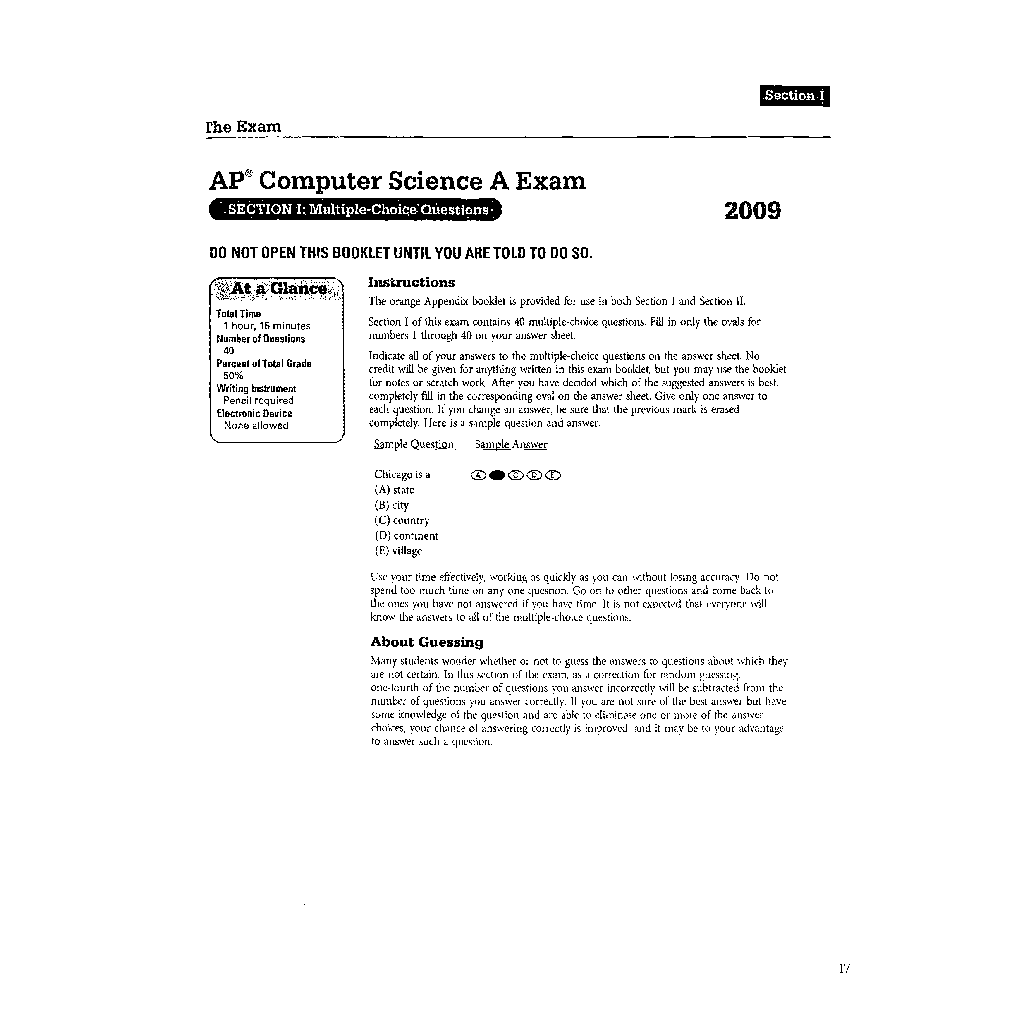 Section I
The Exam
AP® Computer Science A Exam
SECTION I: Multiple-Choice Questions
2009
DO NOT OPEN THIS BOOKLET UNTIL YOU ARE TOLD TO DO SO.
At a Glance
Total Time
1 hour, 15 minutes
Number of Questions
40
Percent of Total Grade
50%
Writing Instrument
Pencil required
Electronic Device
None allowed
Instructions
The orange Appendix booklet is provided for use in both Section I and Section II.
Section I of this exam contains 40 multiple-choice questions. Fill in only the ovals for
numbers 1 through 40 on your answer sheet.
Indicate all of your answers to the multiple-choice questions on the answer sheet. No
credit will be given for anything written in this exam booklet, but you may use the booklet
for notes or scratch work. After you have decided which of the suggested answers is best,
completely fill in the corresponding oval on the answer sheet. Give only one answer to
each question. If you change an answer, be sure that the previous mark is erased
completely. Here is a sample question and answer.
Sample Question Sample Answer
Chicago is a A C D E
(A) state
(B) city
(C) country
(D) continent
(E) village
Use your time effectively, working as quickly as you can without losing accuracy. Do not
spend too much time on any one question. Go on to other questions and come back to
the ones you have not answered if you have time. It is not expected that everyone will
know the answers to all of the multiple-choice questions.
About Guessing
Many students wonder whether or not to guess the answers to questions about which they
are not certain. In this section of the exam, as a correction for random guessing,
one-fourth of the number of questions you answer incorrectly will be subtracted from the
number of questions you answer correctly. If you are not sure of the best answer but have
some knowledge of the question and are able to eliminate one or more of the answer
choices, your chance of answering correctly is improved, and it may be to your advantage
to answer such a question.
17